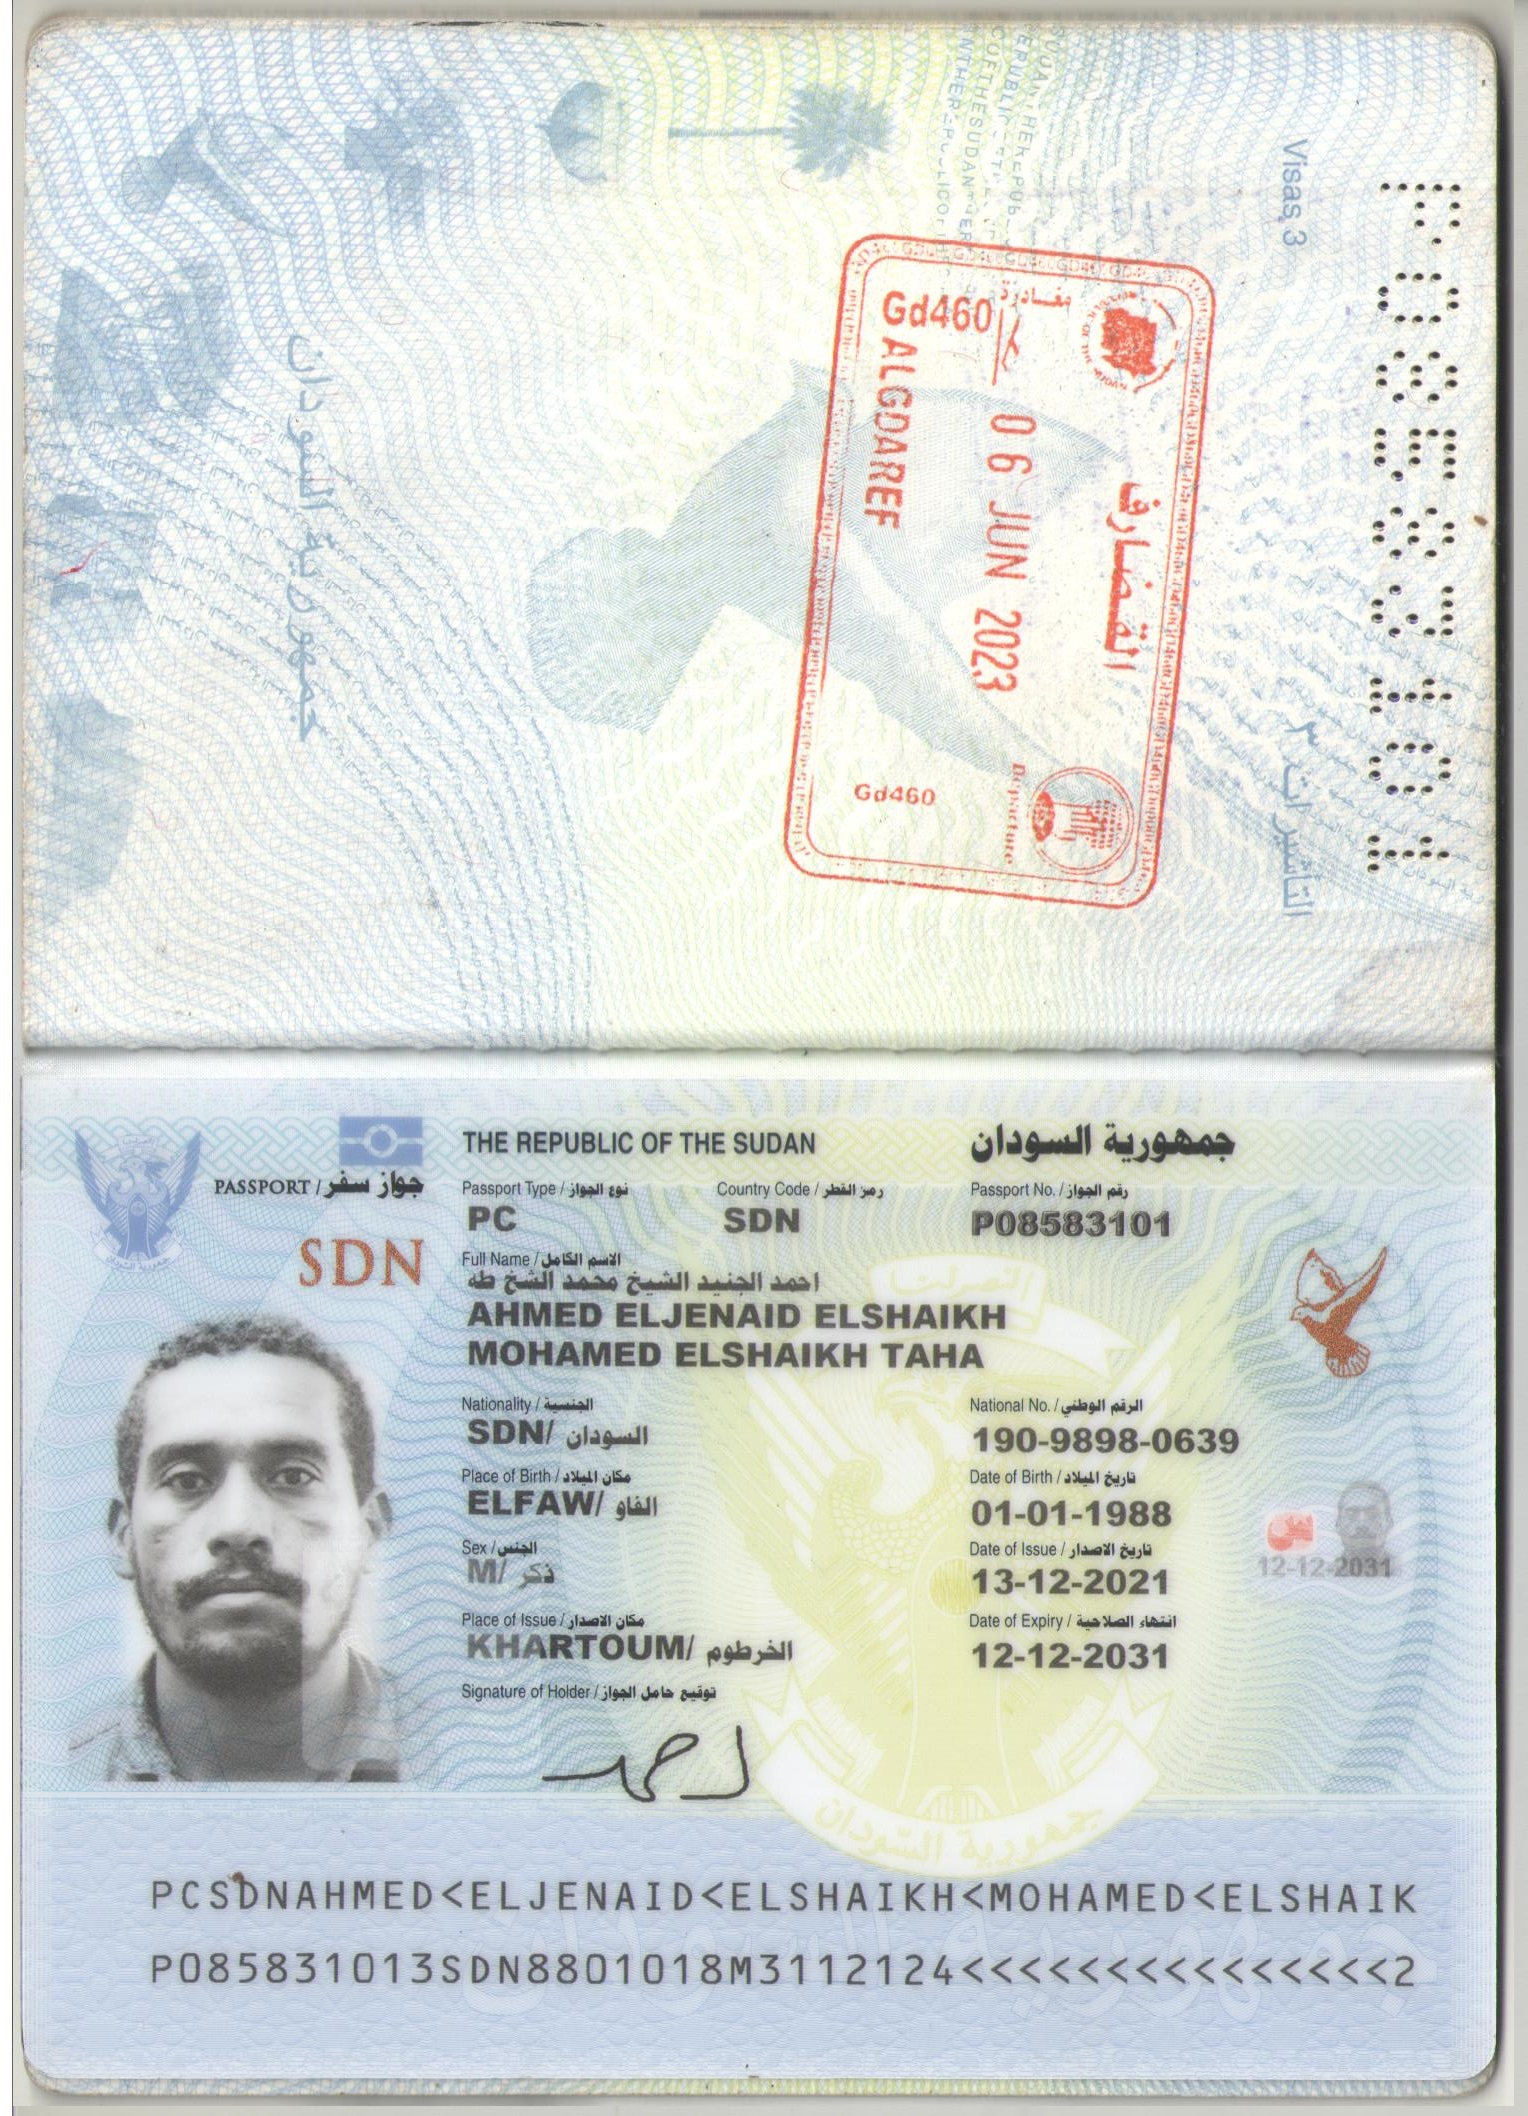 Visas 3
التأشيرات ٣
P08583101
جمهورية السودان
Gd460
مغادرة
القضارف
06 JUN 2023
ALGDAREF
Departure
Gd460
THE REPUBLIC OF THE SUDAN
جمهورية السودان
PASSPORT / جواز سفر
SDN
Passport Type / نوع الجواز
Country Code / رمز القطر
Passport No. / رقم الجواز
PC
SDN
P08583101
Full Name / الاسم الكامل
احمد الجنيد الشيخ محمد الشخ طه
AHMED ELJENAID ELSHAIKH
MOHAMED ELSHAIKH TAHA
Nationality / الجنسية
SDN/ السودان
National No. / الرقم الوطني
190-9898-0639
Place of Birth / مكان الميلاد
ELFAW/ الفاو
Date of Birth / تاريخ الميلاد
01-01-1988
Sex / الجنس
M/ ذكر
Date of Issue / تاريخ الاصدار
13-12-2021
12-12-2031
Place of Issue / مكان الاصدار
KHARTOUM/ الخرطوم
Date of Expiry / انتهاء الصلاحية
12-12-2031
Signature of Holder / توقيع حامل الجواز
احمد
جمهورية السودان
PCSDNAHMED<ELJENAID<ELSHAIKH<MOHAMED<ELSHAIK
P085831013SDN8801018M3112124<<<<<<<<<<<<<<<2